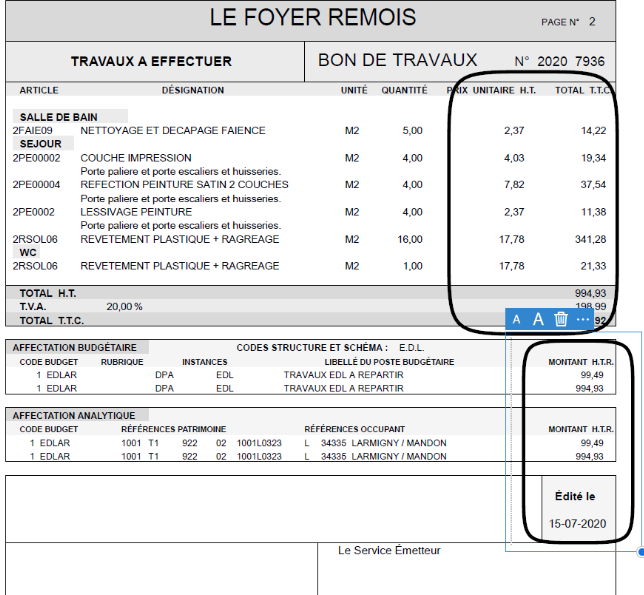 LE FOYER REMOIS PAGE N° 2
TRAVAUX A EFFECTUER BON DE TRAVAUX N° 2020 7936
ARTICLE DÉSIGNATION UNITÉ QUANTITÉ PRIX UNITAIRE H.T. TOTAL T.T.C.
SALLE DE BAIN
2FAIE09 NETTOYAGE ET DECAPAGE FAIENCE M2 5,00 2,37 14,22
SEJOUR
2PE00002 COUCHE IMPRESSION M2 4,00 4,03 19,34
Porte paliere et porte escaliers et huisseries.
2PE00004 REFECTION PEINTURE SATIN 2 COUCHES M2 4,00 7,82 37,54
Porte paliere et porte escaliers et huisseries.
2PE0002 LESSIVAGE PEINTURE M2 4,00 2,37 11,38
Porte paliere et porte escaliers et huisseries.
2RSOL06 REVETEMENT PLASTIQUE + RAGREAGE M2 16,00 17,78 341,28
WC
2RSOL06 REVETEMENT PLASTIQUE + RAGREAGE M2 1,00 17,78 21,33
TOTAL H.T. 994,93
T.V.A. 20,00 % 198,99
TOTAL T.T.C. 92
A A
AFFECTATION BUDGÉTAIRE CODES STRUCTURE ET SCHÉMA : E.D.L.
CODE BUDGET RUBRIQUE INSTANCES LIBELLÉ DU POSTE BUDGÉTAIRE MONTANT H.T.R.
1 EDLAR DPA EDL TRAVAUX EDL A REPARTIR 99,49
1 EDLAR DPA EDL TRAVAUX EDL A REPARTIR 994,93
AFFECTATION ANALYTIQUE
CODE BUDGET RÉFÉRENCES PATRIMOINE RÉFÉRENCES OCCUPANT MONTANT H.T.R.
1 EDLAR 1001 T1 922 02 1001L0323 L 34335 LARMIGNY / MANDON 99,49
1 EDLAR 1001 T1 922 02 1001L0323 L 34335 LARMIGNY / MANDON 994,93
Édité le
15-07-2020
Le Service Émetteur